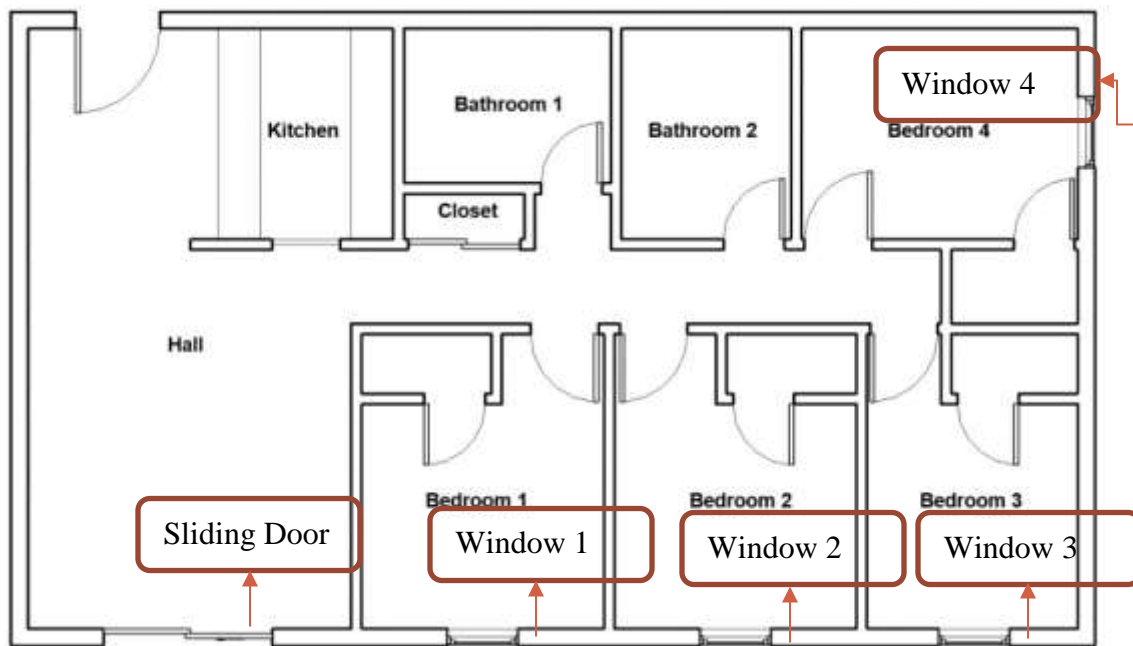 Window 4
Bathroom 1
Kitchen
Bathroom 2
Bedroom 4
Closet
Hall
Bedroom 1
Bedroom 2
Bedroom 3
Sliding Door
Window 1
Window 2
Window 3